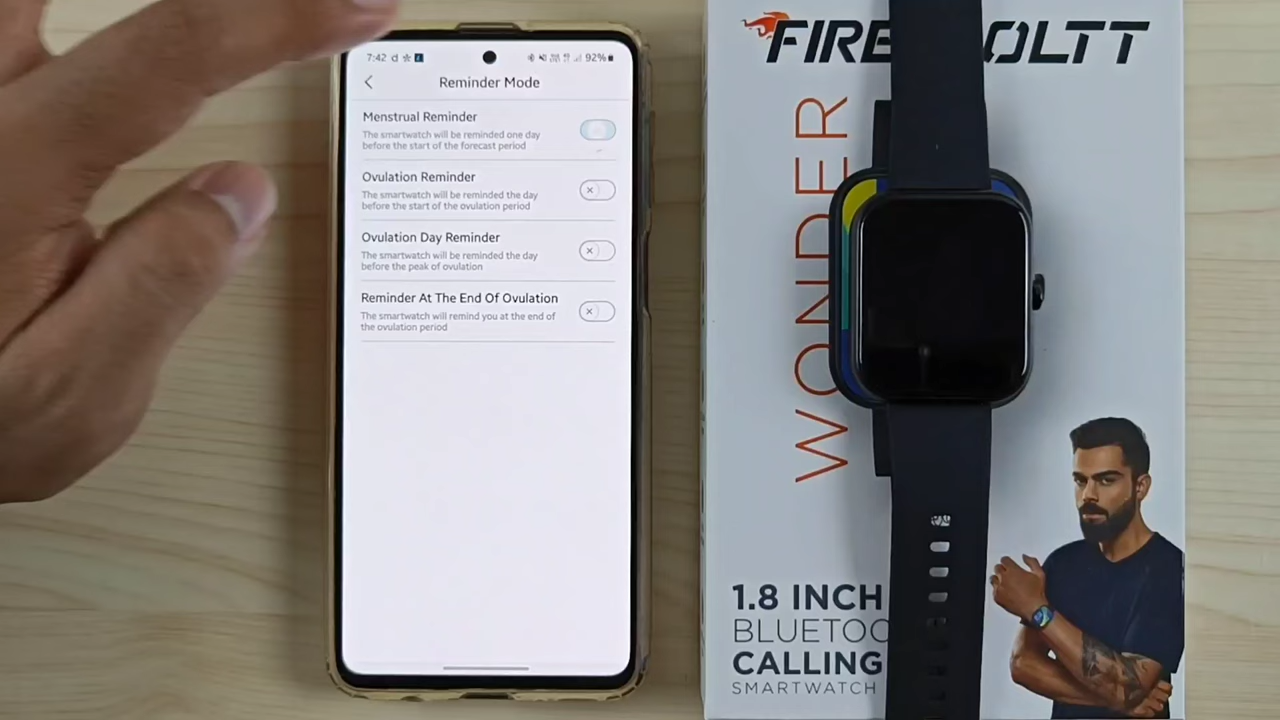 7:42
92%
Reminder Mode
Menstrual Reminder
The smartwatch will be reminded one day
before the start of the forecast period
Ovulation Reminder
The smartwatch will be reminded the day
before the start of the ovulation period
Ovulation Day Reminder
The smartwatch will be reminded the day
before the peak of ovulation
Reminder At The End Of Ovulation
The smartwatch will remind you at the end of
the ovulation period
FIRE OLTT
WONDER
1.8 INCH
BLUETOO
CALLING
SMARTWATCH